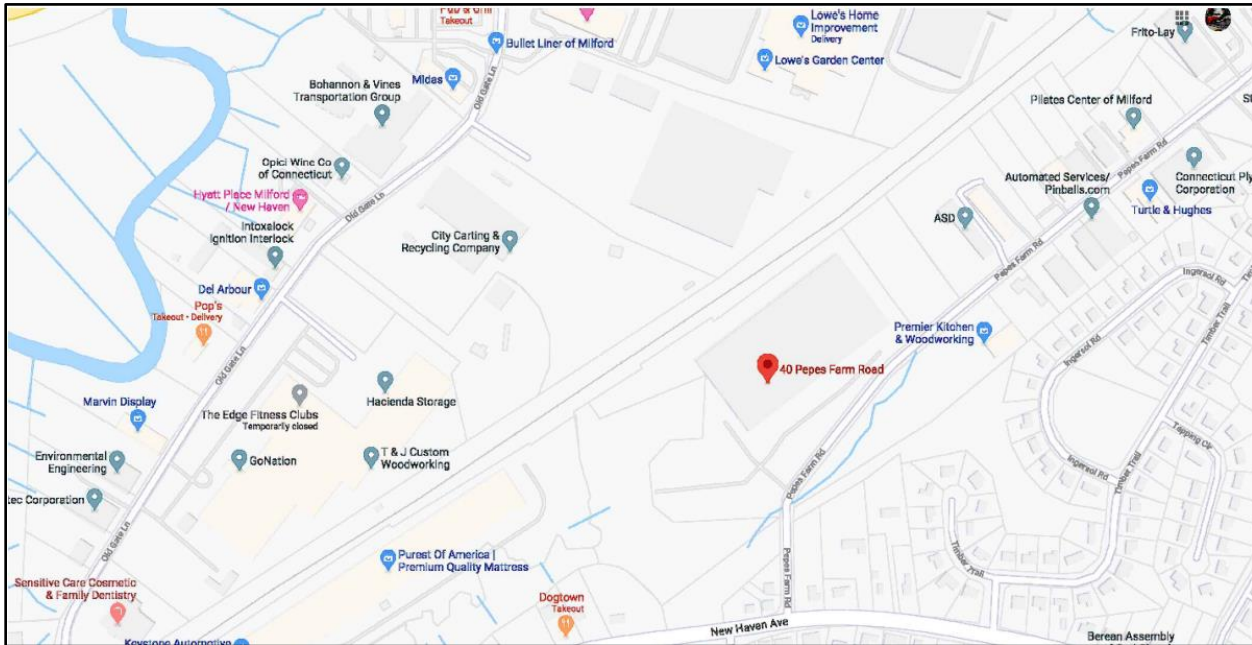 Takeout
Bullet Liner of Milford
Midas
Bohannon & Vines
Transportation Group
Old Gate Ln
Opici Wine Co
of Connecticut
Hyatt Place Milford
/ New Haven
Old Gate Ln
Intoxalock
Ignition Interlock
City Carting &
Recycling Company
Del Arbour
Pop's
Takeout • Delivery
Old Gate Ln
Marvin Display
The Edge Fitness Clubs
Temporarily closed
Hacienda Storage
Environmental
Engineering
GoNation
T & J Custom
Woodworking
tec Corporation
Old Gate Ln
Sensitive Care Cosmetic
& Family Dentistry
Purest Of America |
Premium Quality Mattress
Dogtown
Takeout
Keystone Automotive
New Haven Ave
Lowe's Home
Improvement
Delivery
Lowe's Garden Center
Frito-Lay
Pilates Center of Milford
Pepes Farm Rd
Automated Services/
Pinbells.com
Connecticut Ply
Corporation
Turtle & Hughes
ASD
Pepes Farm Rd
Ingersol Rd
Timber Trail
Premier Kitchen
& Woodworking
Ingersol Rd
40 Pepes Farm Road
Tapping Cir
Ingersol Rd
Timber Trail
Pepes Farm Rd
Pepes Farm Rd
Timber Trail
Berean Assembly